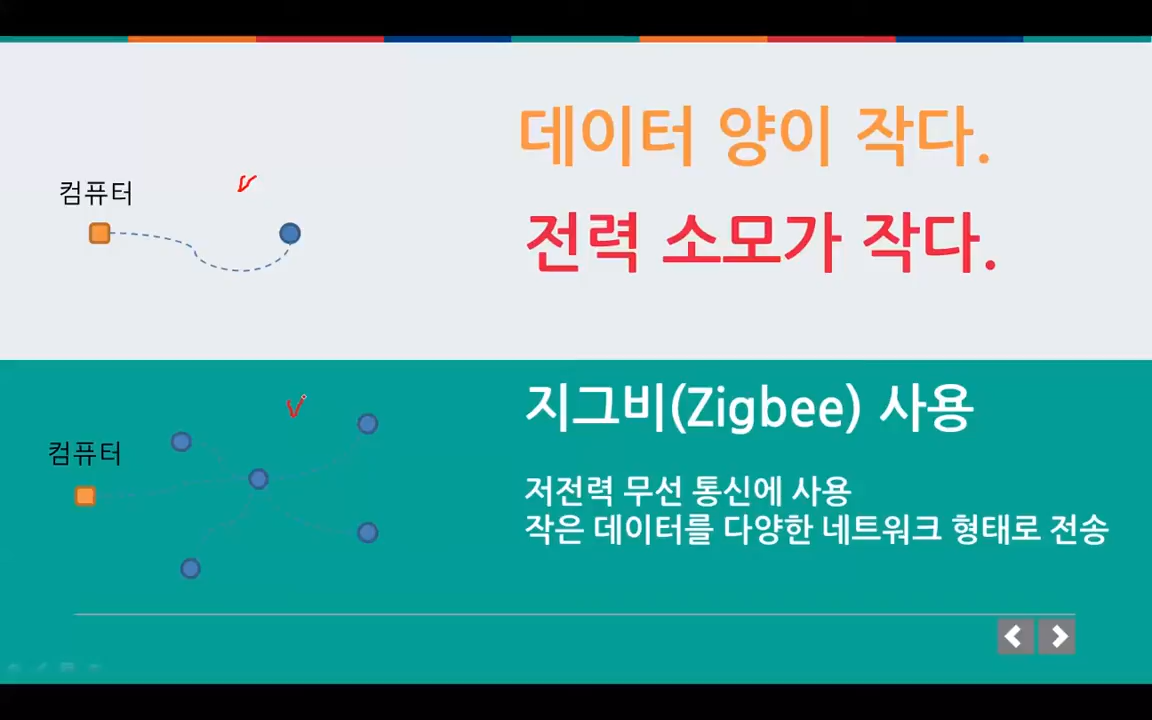 데이터 양이 작다.
컴퓨터
전력 소모가 작다.
지그비(Zigbee) 사용
컴퓨터
저전력 무선 통신에 사용
작은 데이터를 다양한 네트워크 형태로 전송